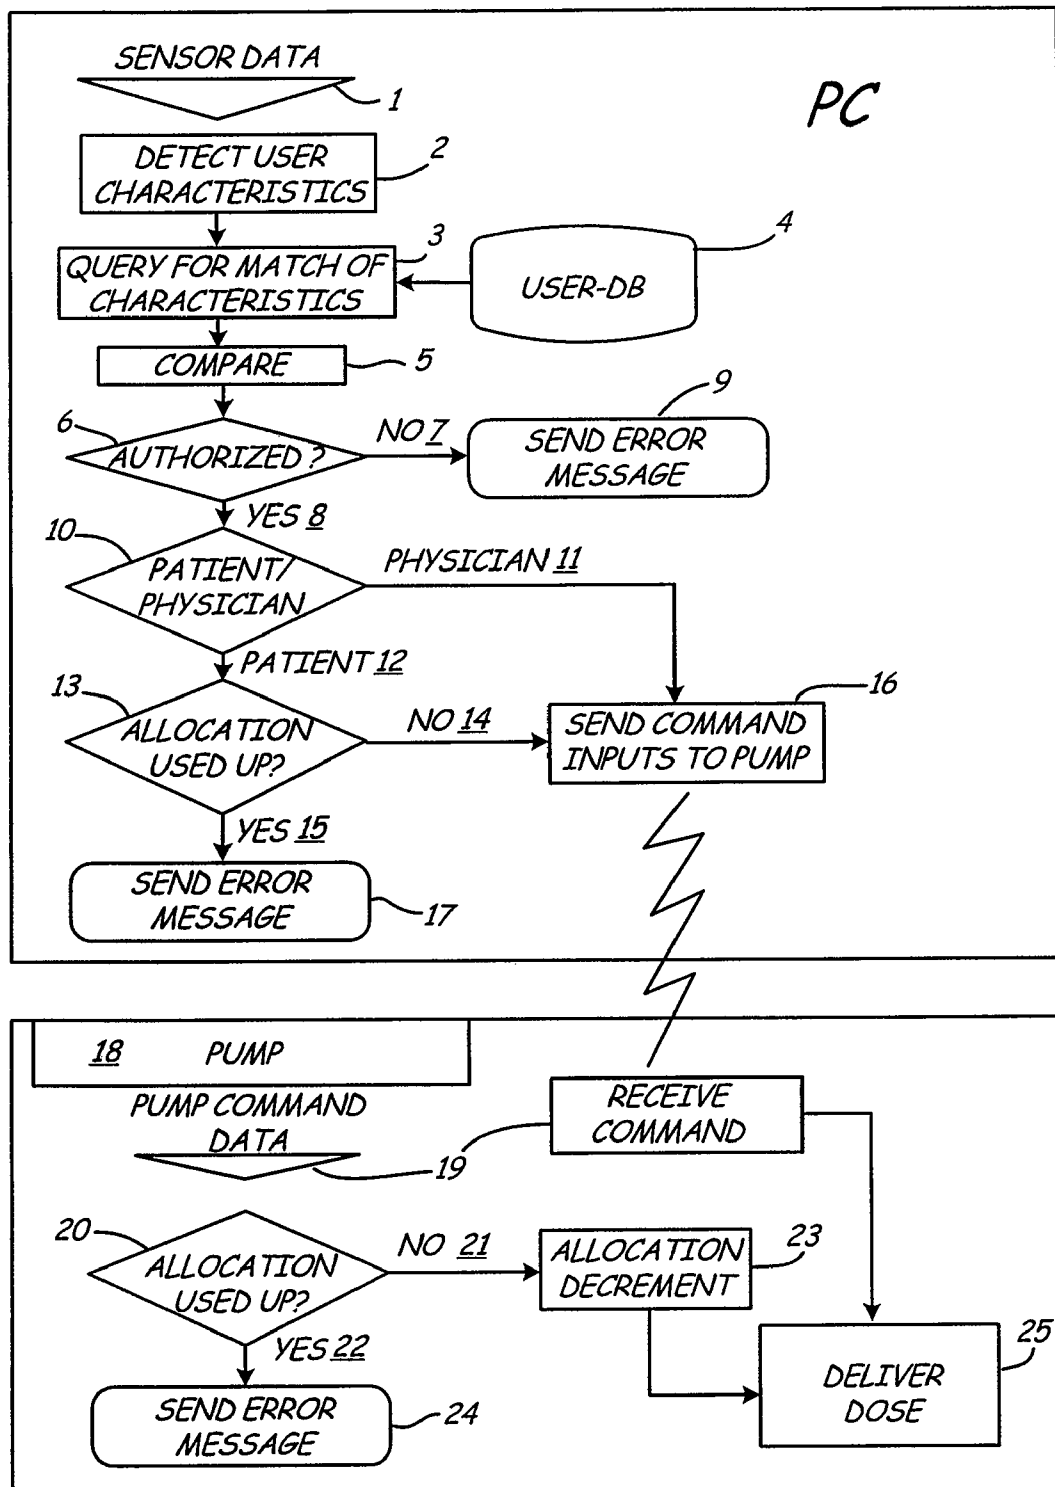 SENSOR DATA
1
PC
DETECT USER
CHARACTERISTICS
2
QUERY FOR MATCH OF
CHARACTERISTICS
3
USER-DB
4
COMPARE
5
6
AUTHORIZED?
NO 7
SEND ERROR
MESSAGE
9
YES 8
10
PATIENT/
PHYSICIAN
PHYSICIAN 11
PATIENT 12
13
ALLOCATION
USED UP?
NO 14
SEND COMMAND
INPUTS TO PUMP
16
YES 15
SEND ERROR
MESSAGE
17
18 PUMP
PUMP COMMAND
DATA
19
RECEIVE
COMMAND
20
ALLOCATION
USED UP?
NO 21
ALLOCATION
DECREMENT
23
YES 22
SEND ERROR
MESSAGE
24
DELIVER
DOSE
25